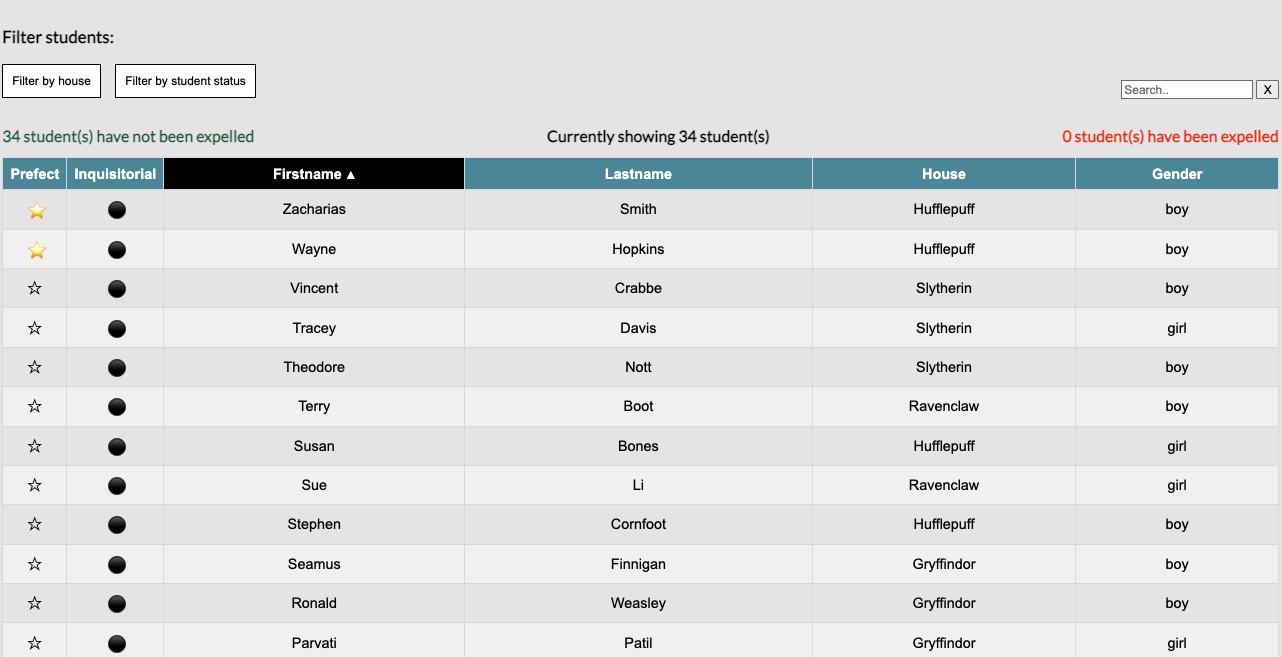 Filter students:
Filter by house Filter by student status
Search.. X
34 student(s) have not been expelled Currently showing 34 student(s) 0 student(s) have been expelled
Prefect Inquisitorial Firstname ▲ Lastname House Gender
Zacharias Smith Hufflepuff boy
Wayne Hopkins Hufflepuff boy
Vincent Crabbe Slytherin boy
Tracey Davis Slytherin girl
Theodore Nott Slytherin boy
Terry Boot Ravenclaw boy
Susan Bones Hufflepuff girl
Sue Li Ravenclaw girl
Stephen Cornfoot Hufflepuff boy
Seamus Finnigan Gryffindor boy
Ronald Weasley Gryffindor boy
Parvati Patil Gryffindor girl